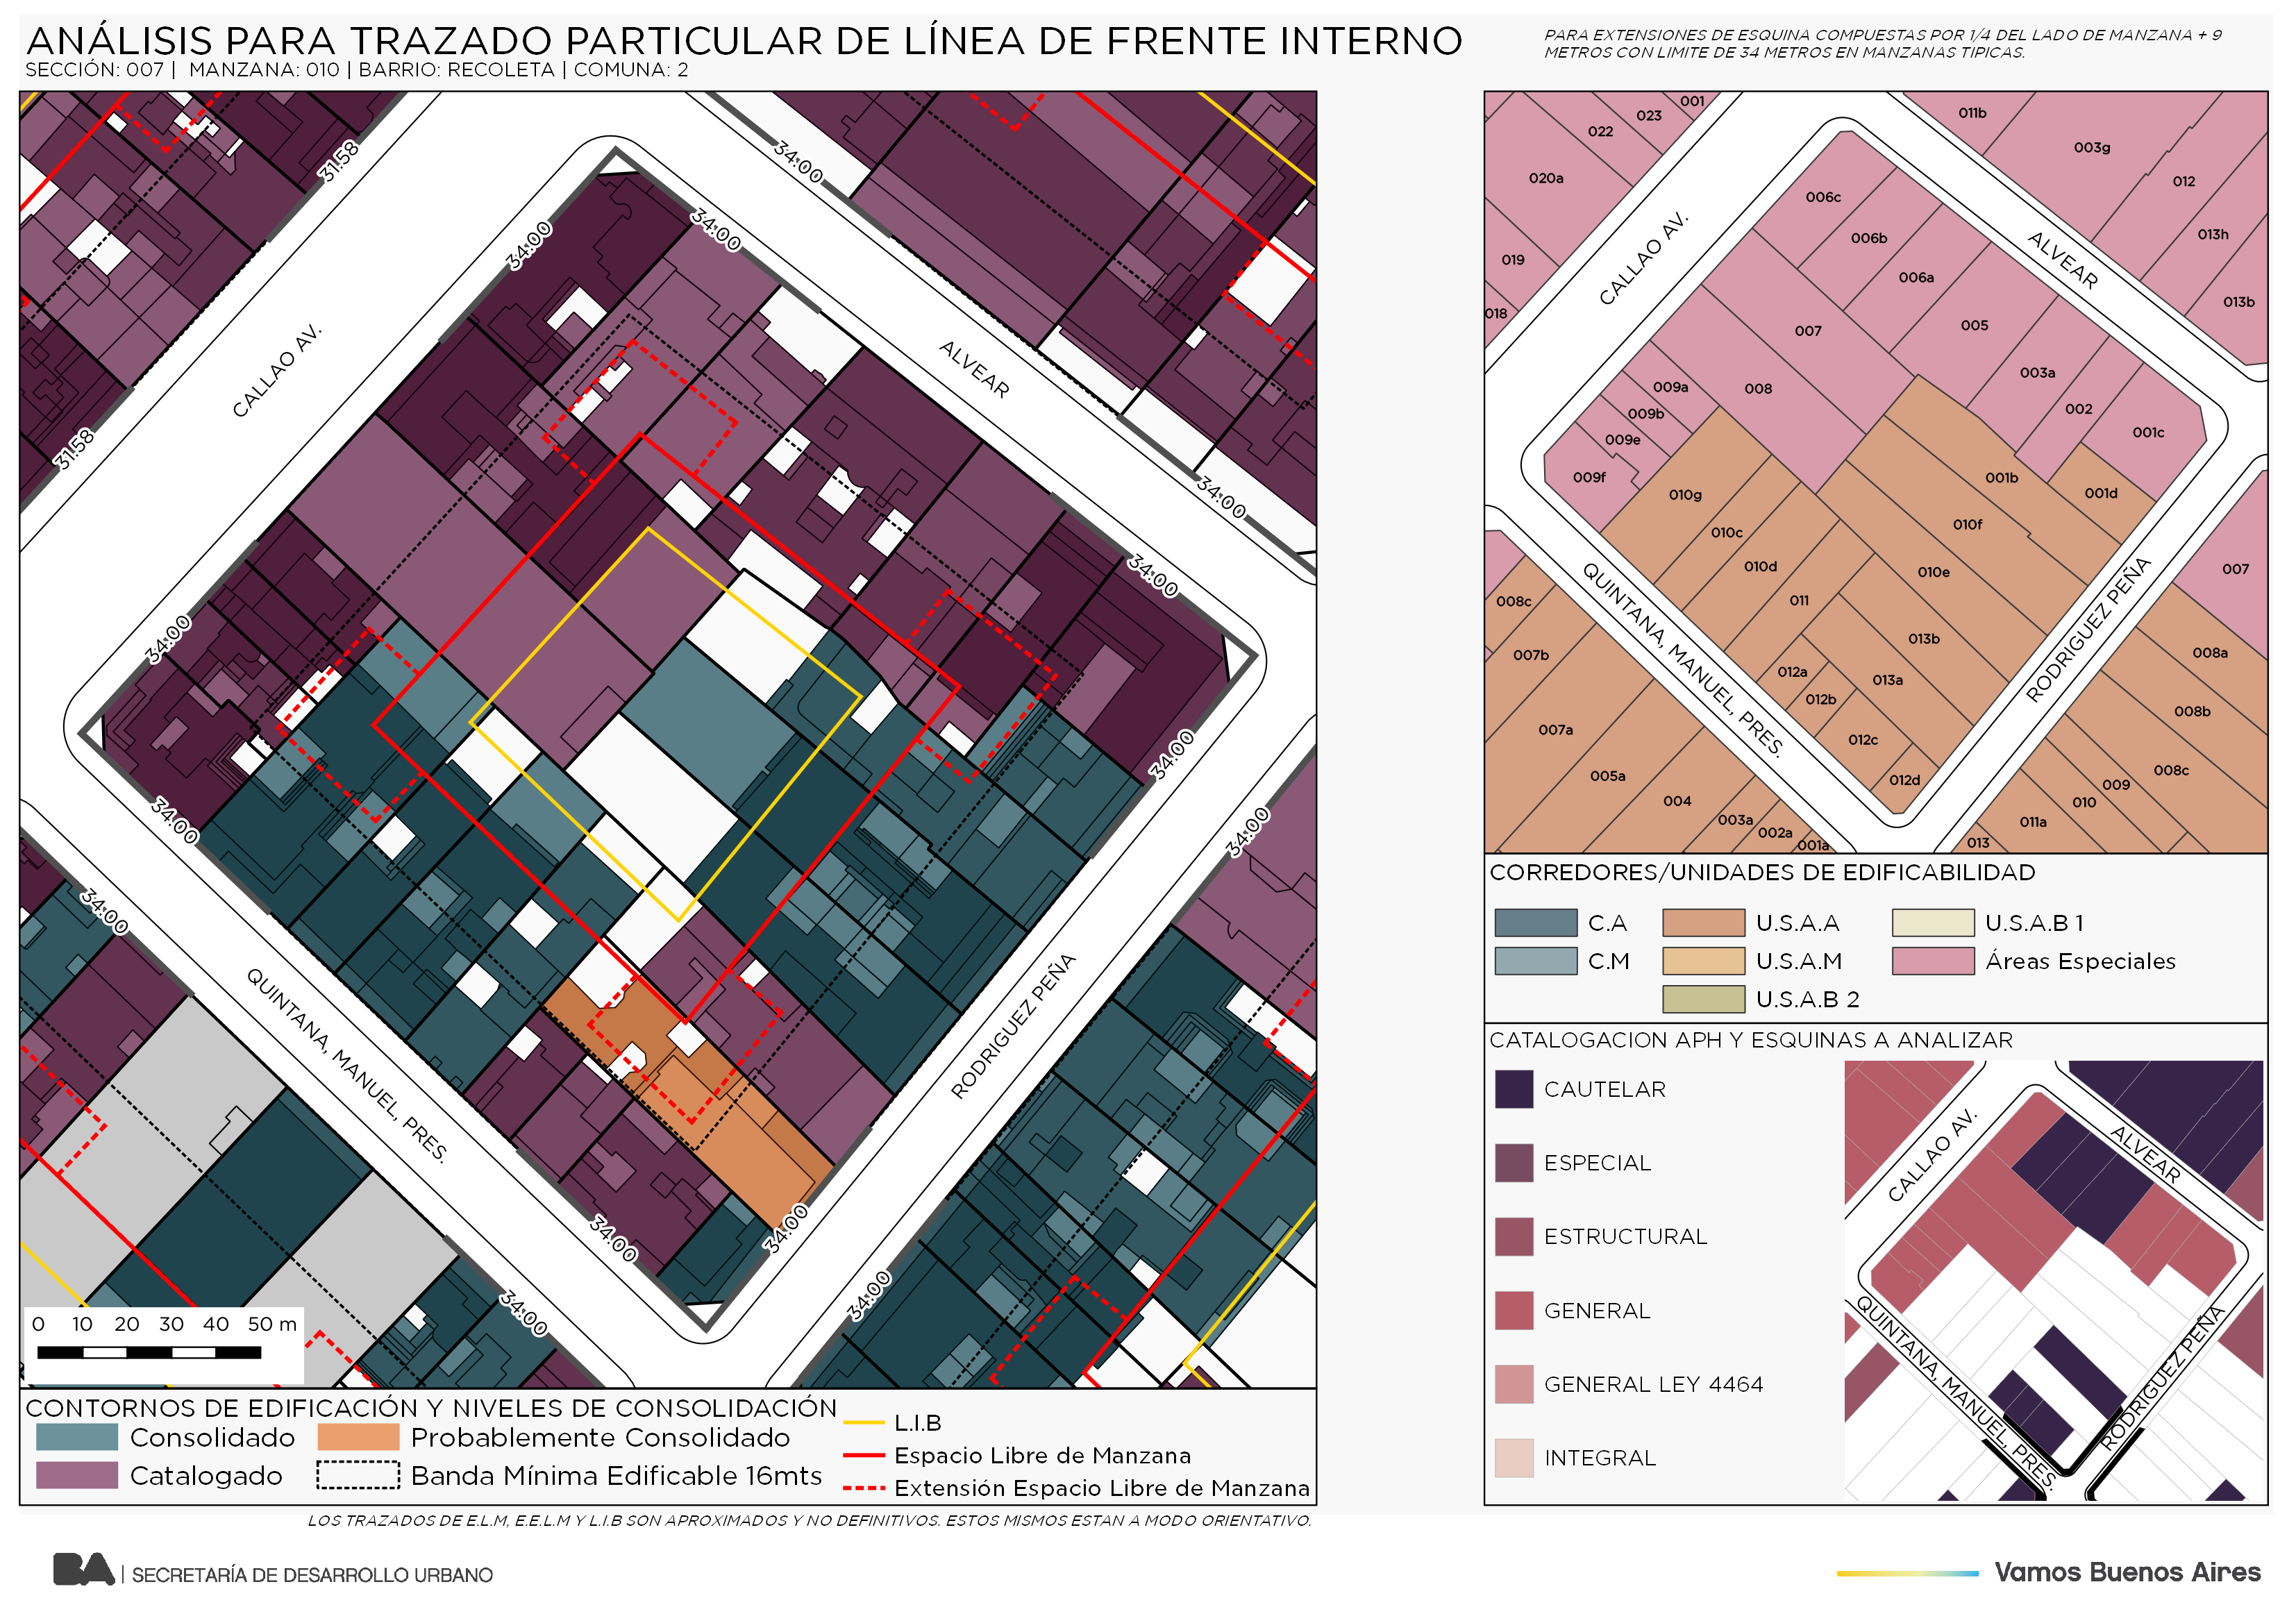 ANÁLISIS PARA TRAZADO PARTICULAR DE LÍNEA DE FRENTE INTERNO
SECCIÓN: 007 | MANZANA: 010 | BARRIO: RECOLETA | COMUNA: 2
PARA EXTENSIONES DE ESQUINA COMPUESTAS POR 1/4 DEL LADO DE MANZANA + 9
METROS CON LIMITE DE 34 METROS EN MANZANAS TIPICAS.
31.58
34:00
34:00
34:00
CALLAO AV.
ALVEAR
31.58
34:00
34:00
34:00
34:00
34:00
34:00
34:00
QUINTANA, MANUEL, PRES.
RODRIGUEZ PEÑA
34:00
34:00
34:00
34:00
0 10 20 30 40 50 m
CONTORNOS DE EDIFICACIÓN Y NIVELES DE CONSOLIDACIÓN
Consolidado
Probablemente Consolidado
Catalogado
Banda Mínima Edificable 16mts
L.I.B
Espacio Libre de Manzana
Extensión Espacio Libre de Manzana
LOS TRAZADOS DE E.L.M, E.E.L.M Y L.I.B SON APROXIMADOS Y NO DEFINITIVOS. ESTOS MISMOS ESTAN A MODO ORIENTATIVO.
001
023
022
020a
019
018
011b
003g
012
013h
013b
CALLAO AV.
ALVEAR
006c
006b
006a
005
007
003a
008
009a
002
009b
001c
009e
009f
010g
001b
001d
010f
010c
010d
010e
011
013b
012a
013a
012b
012c
012d
QUINTANA, MANUEL, PRES.
RODRIGUEZ PEÑA
007
008c
007b
007a
005a
004
003a
002a
001a
008a
008b
008c
009
010
011a
013
CORREDORES/UNIDADES DE EDIFICABILIDAD
C.A
U.S.A.A
U.S.A.B 1
C.M
U.S.A.M
Áreas Especiales
U.S.A.B 2
CATALOGACION APH Y ESQUINAS A ANALIZAR
CAUTELAR
ESPECIAL
ESTRUCTURAL
GENERAL
GENERAL LEY 4464
INTEGRAL
CALLAO AV.
ALVEAR
QUINTANA, MANUEL, PRES.
RODRIGUEZ PEÑA
BA | SECRETARÍA DE DESARROLLO URBANO
Vamos Buenos Aires